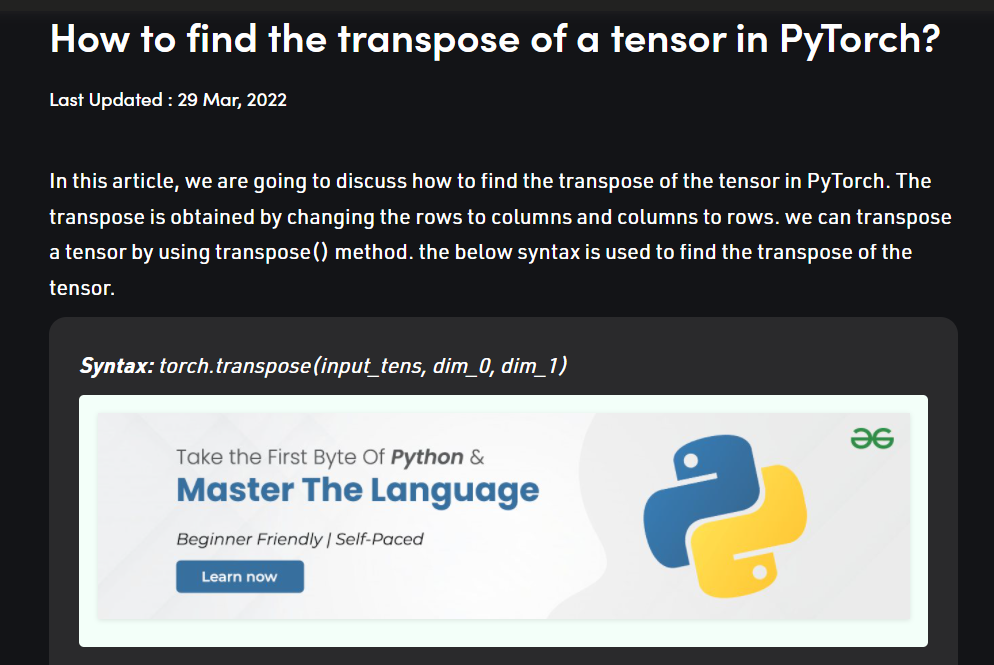 How to find the transpose of a tensor in PyTorch?
Last Updated : 29 Mar, 2022
In this article, we are going to discuss how to find the transpose of the tensor in PyTorch. The
transpose is obtained by changing the rows to columns and columns to rows. we can transpose
a tensor by using transpose() method. the below syntax is used to find the transpose of the
tensor.
Syntax: torch.transpose(input_tens, dim_0, dim_1)
Take the First Byte Of Python &
Master The Language
Beginner Friendly | Self-Paced
Learn now